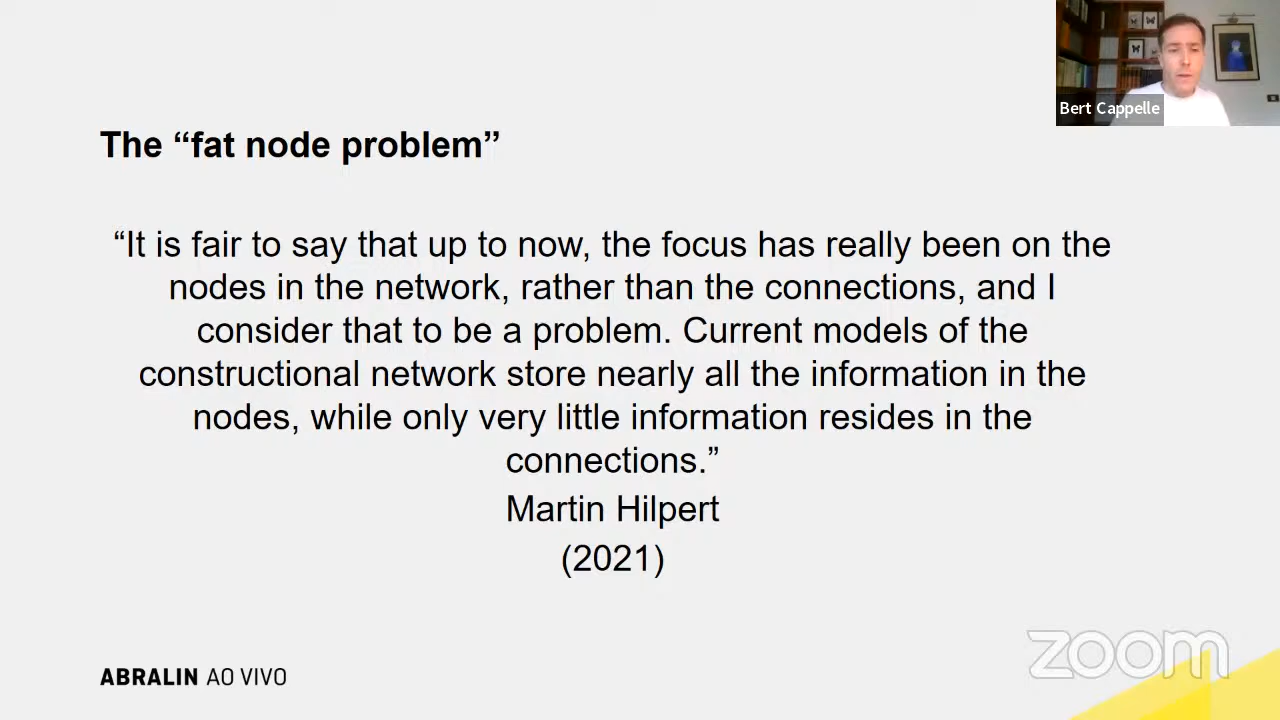 Bert Cappelle
The “fat node problem”
“It is fair to say that up to now, the focus has really been on the
nodes in the network, rather than the connections, and I
consider that to be a problem. Current models of the
constructional network store nearly all the information in the
nodes, while only very little information resides in the
connections.”
Martin Hilpert
(2021)
ABRALIN AO VIVO
zoom